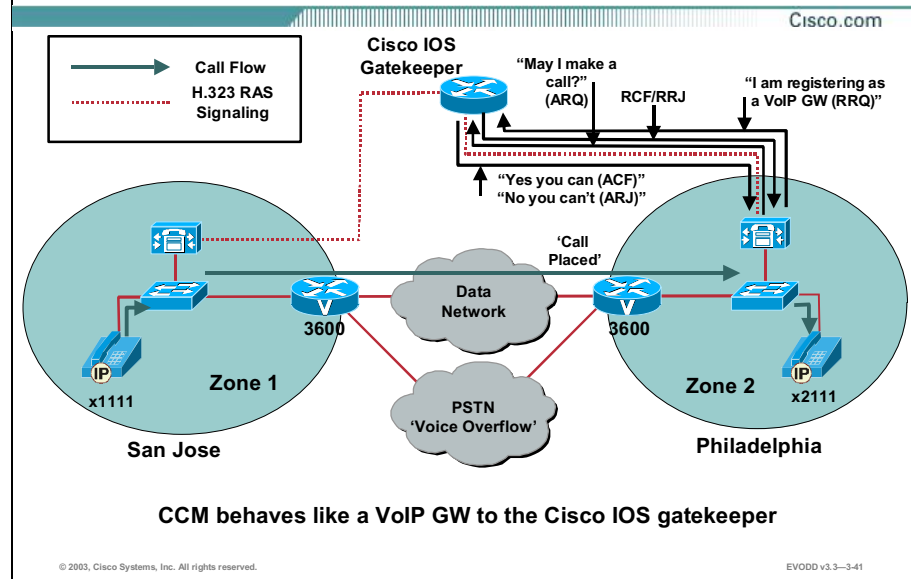 Cisco.com
Call Flow
H.323 RAS
Signaling
Cisco IOS
Gatekeeper
“May I make a
call?”
(ARQ)
RCF/RRJ
“I am registering as
a VoIP GW (RRQ)”
“Yes you can (ACF)”
“No you can't (ARJ)”
‘Call
Placed’
Data
Network
V
3600
V
3600
IP
x1111
Zone 1
PSTN
‘Voice Overflow’
Zone 2
IP
x2111
San Jose
Philadelphia
CCM behaves like a VoIP GW to the Cisco IOS gatekeeper
© 2003, Cisco Systems, Inc. All rights reserved.
EVODD v3.3—3-41